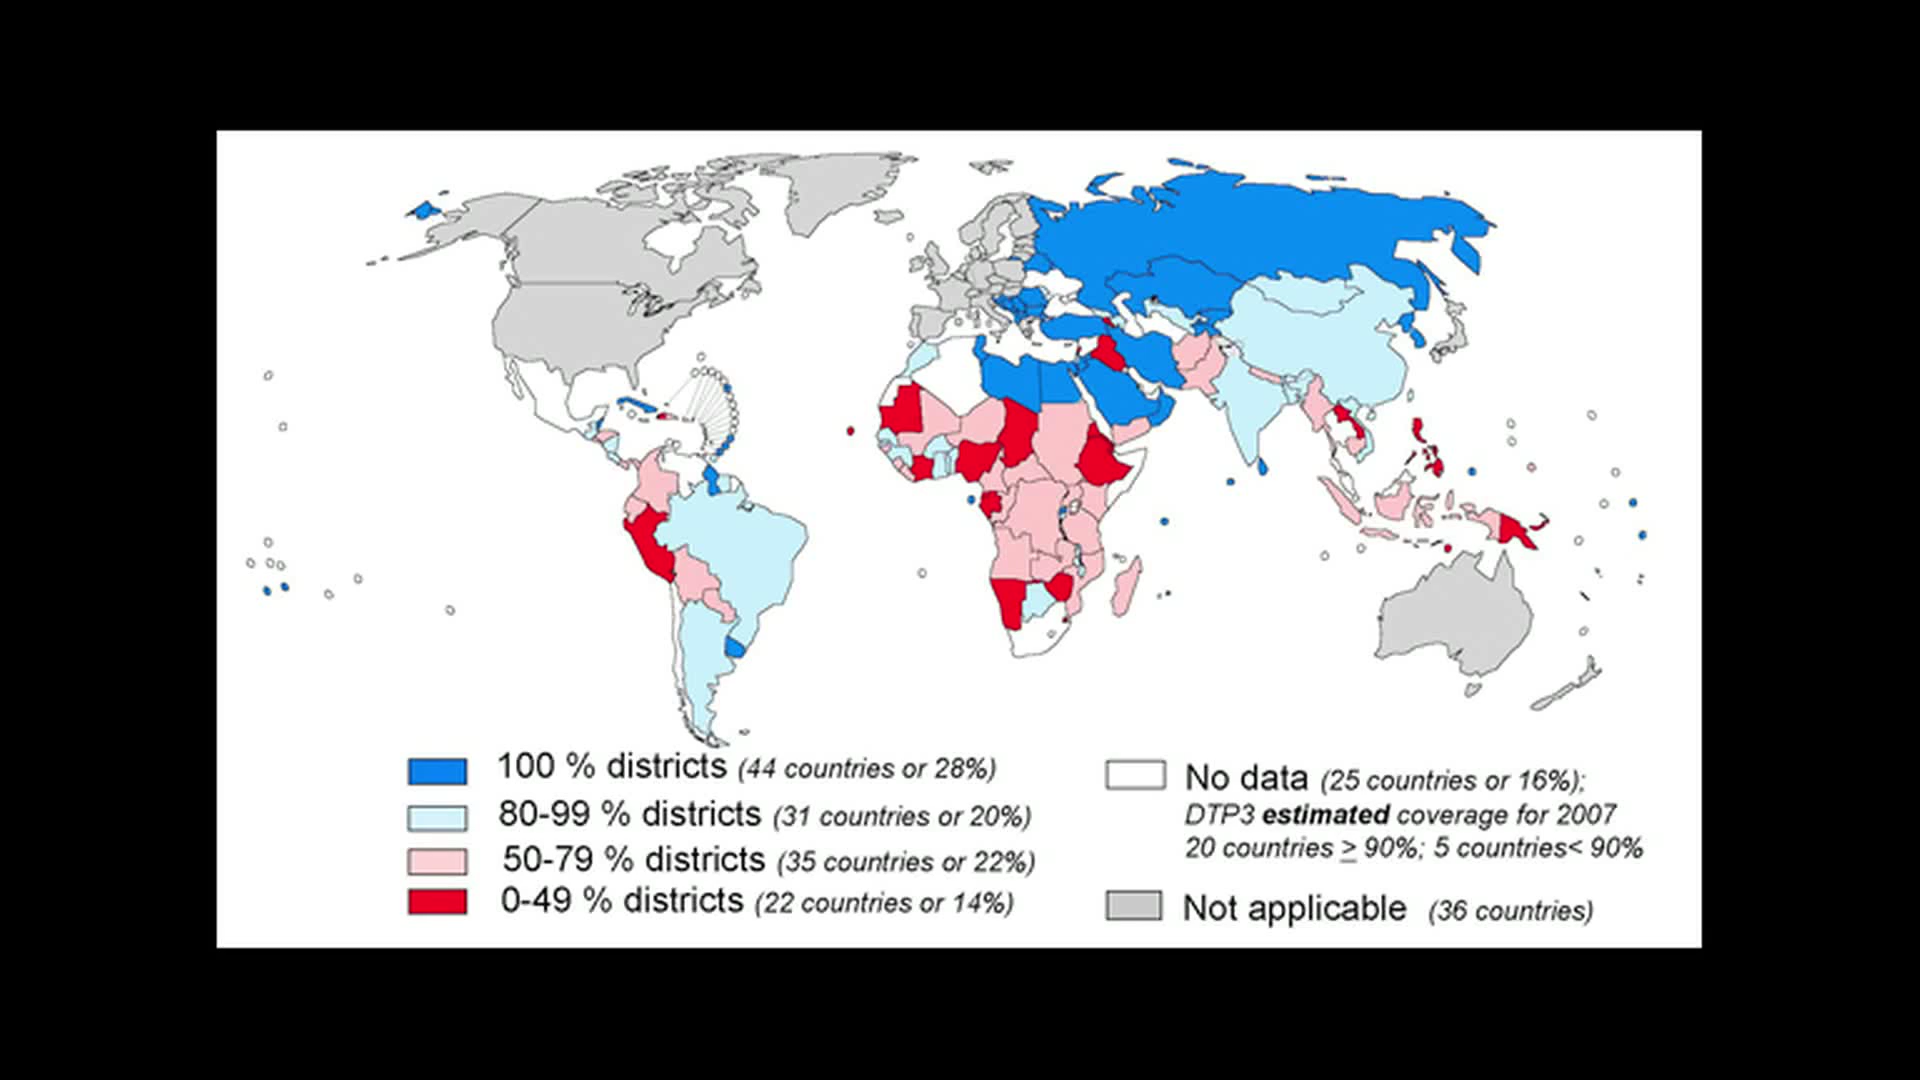 100 % districts (44 countries or 28%)
80-99 % districts (31 countries or 20%)
50-79 % districts (35 countries or 22%)
0-49 % districts (22 countries or 14%)
No data (25 countries or 16%);
DTP3 estimated coverage for 2007
20 countries ≥ 90%; 5 countries< 90%
Not applicable (36 countries)